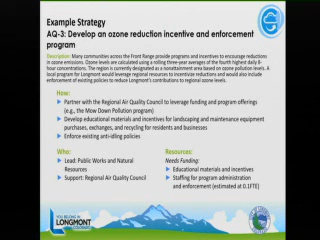 Example Strategy
AQ-3: Develop an ozone reduction incentive and enforcement
program
Description: Many communities across the Front Range provide programs and incentives to encourage reductions
in ozone emissions. Ozone levels are calculated using a rolling three-year averages of the fourth highest daily 8-
hour concentrations. The region is currently designated as a nonattainment area based on ozone pollution levels. A
local program for Longmont would leverage regional resources to incentivize reductions and would also include
enforcement of existing policies to reduce Longmont's contributions to regional ozone levels.
How:
Partner with the Regional Air Quality Council to leverage funding and program offerings
(e.g., the Mow Down Pollution program)
Develop educational materials and incentives for landscaping and maintenance equipment
purchases, exchanges, and recycling for residents and businesses
Enforce existing anti-idling policies
Who:
Lead: Public Works and Natural
Resources
Support: Regional Air Quality Council
Resources:
Needs Funding:
Educational materials and incentives
Staffing for program administration
and enforcement (estimated at 0.1FTE)
YOU BELONG IN
LONGMONT
COLORADO